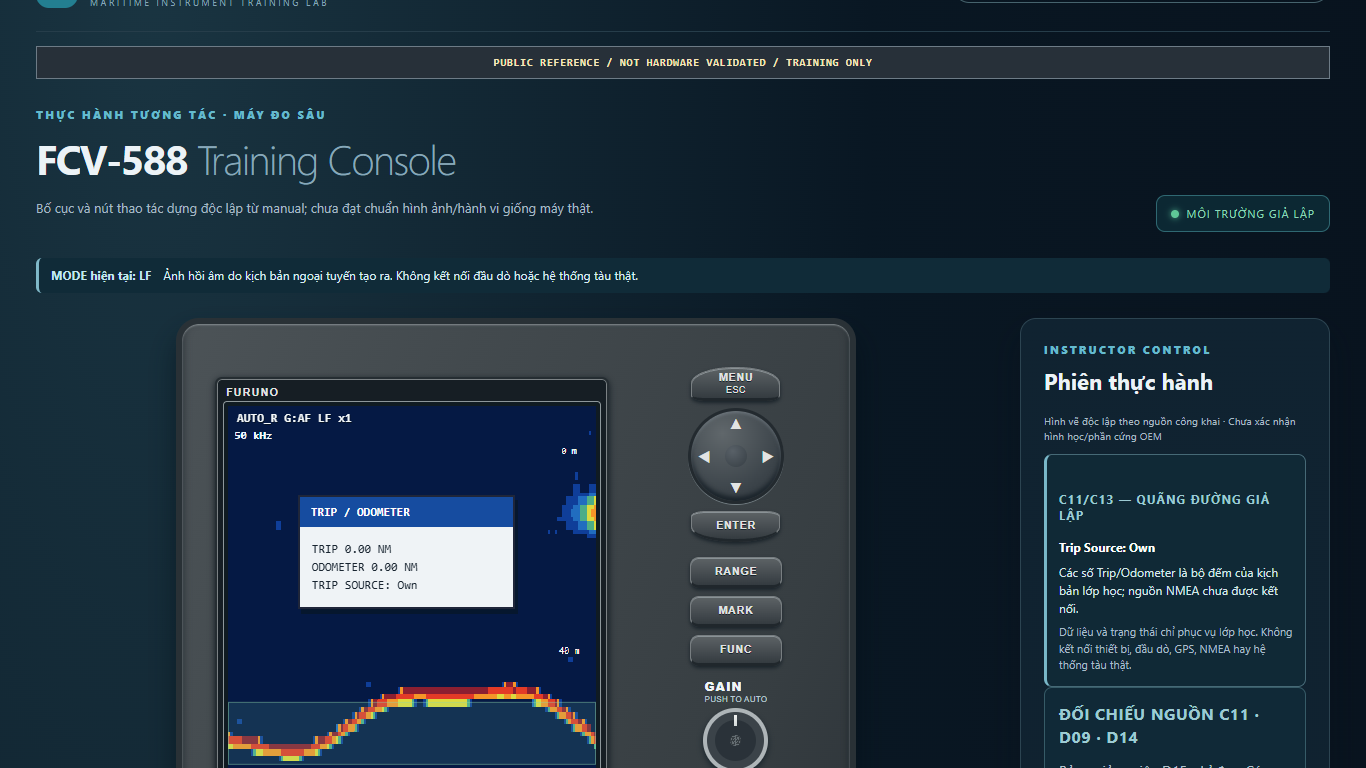 MARITIME INSTRUMENT TRAINING LAB
PUBLIC REFERENCE / NOT HARDWARE VALIDATED / TRAINING ONLY
THỰC HÀNH TƯƠNG TÁC · MÁY ĐO SÂU
FCV-588 Training Console
Bố cục và nút thao tác dựng độc lập từ manual; chưa đạt chuẩn hình ảnh/hành vi giống máy thật.
MÔI TRƯỜNG GIẢ LẬP
MODE hiện tại: LF Ảnh hồi âm do kịch bản ngoại tuyến tạo ra. Không kết nối đầu dò hoặc hệ thống tàu thật.
FURUNO
AUTO_R G:AF LF x1
50 kHz
0 m
TRIP / ODOMETER
TRIP 0.00 NM
ODOMETER 0.00 NM
TRIP SOURCE: Own
40 m
MENU
ESC
ENTER
RANGE
MARK
FUNC
GAIN
PUSH TO AUTO
INSTRUCTOR CONTROL
Phiên thực hành
Hình vẽ độc lập theo nguồn công khai · Chưa xác nhận
hình học/phần cứng OEM
C11/C13 — QUÃNG ĐƯỜNG GIẢ
LẬP
Trip Source: Own
Các số Trip/Odometer là bộ đếm của kịch
bản lớp học; nguồn NMEA chưa được kết
nối.
Dữ liệu và trạng thái chỉ phục vụ lớp học. Không
kết nối thiết bị, đầu dò, GPS, NMEA hay hệ
thống tàu thật.
ĐỐI CHIẾU NGUỒN C11 ·
D09 · D14